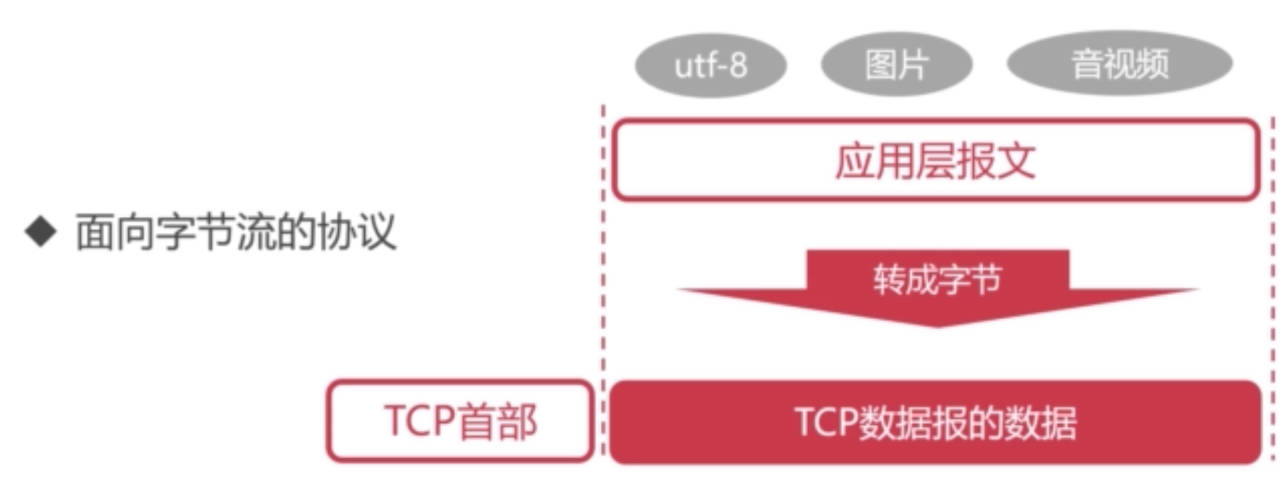 utf-8 图片 音视频
应用层报文
◆ 面向字节流的协议
转成字节
TCP首部 TCP数据报的数据